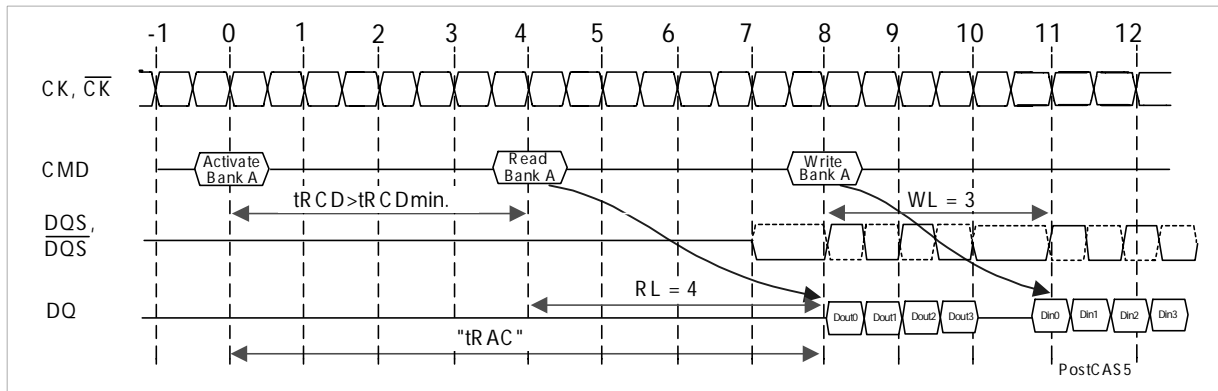 -1 0 1 2 3 4 5 6 7 8 9 10 11 12
CK, CK
CMD
Activate
Bank A
Read
Bank A
Write
Bank A
tRCD>tRCDmin.
WL = 3
DQS,
DQS
RL = 4
DQ
Dout0 Dout1 Dout2 Dout3
Din0 Din1 Din2 Din3
"tRAC"
PostCAS5